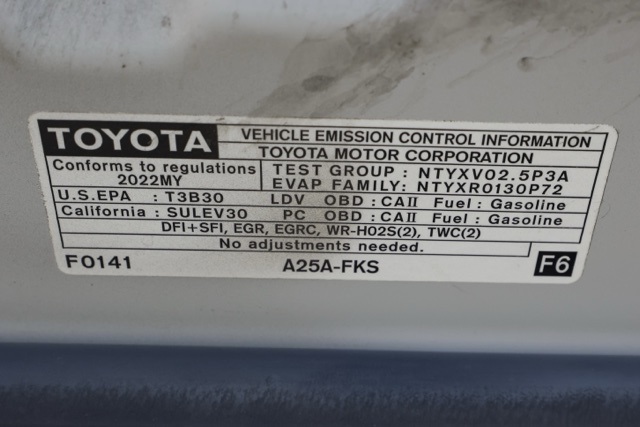 TOYOTA
VEHICLE EMISSION CONTROL INFORMATION
TOYOTA MOTOR CORPORATION
Conforms to regulations
2022MY
TEST GROUP : NTYXV02.5P3A
EVAP FAMILY: NTYXR0130P72
U.S.EPA : T3B30 LDV OBD : CAII Fuel : Gasoline
California : SULEV30 PC OBD : CAII Fuel : Gasoline
DFI+SFI, EGR, EGRC, WR-HO2S(2), TWC(2)
No adjustments needed.
F0141 A25A-FKS F6